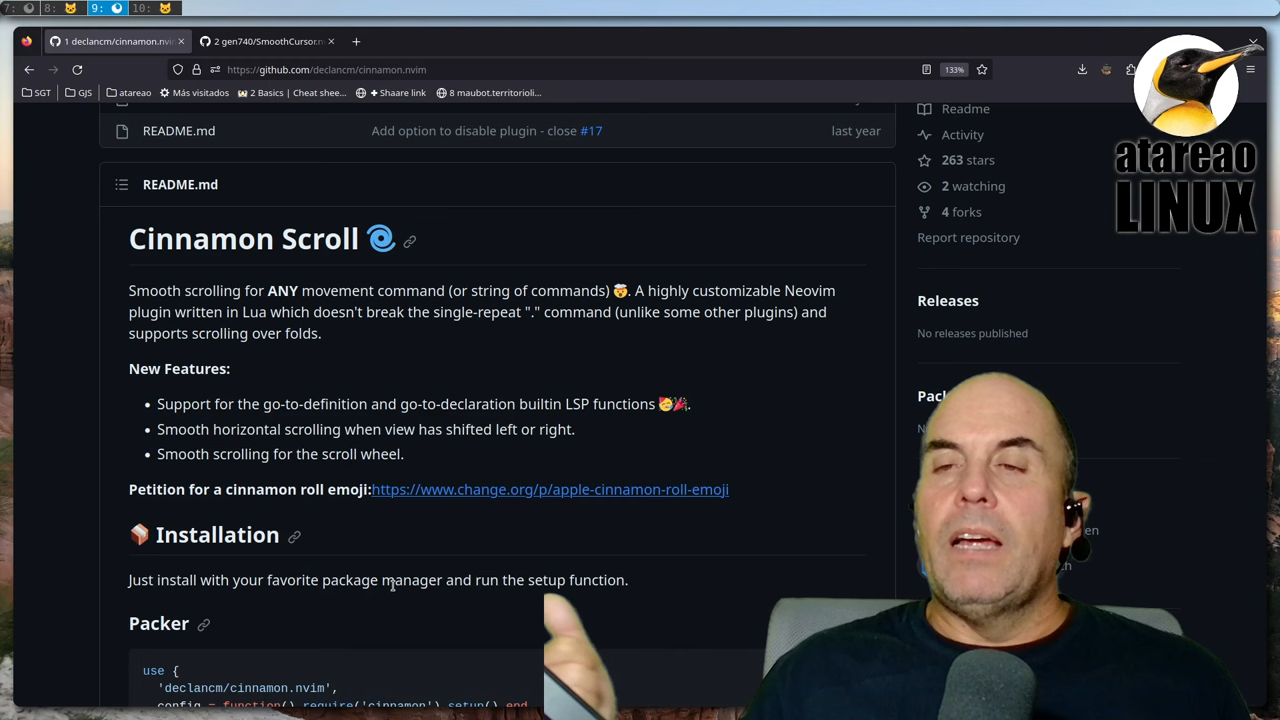 7: 8: 9: 10:
1 declancm/cinnamon.nvi
2 gen740/SmoothCursor.n
https://github.com/declancm/cinnamon.nvim
133%
SGT GJS atareao Más visitados 2 Basics | Cheat shee... + Shaare link 8 maubot.territorioli...
README.md Add option to disable plugin - close #17 last year
README.md
Cinnamon Scroll
Smooth scrolling for ANY movement command (or string of commands) 🤯. A highly customizable Neovim
plugin written in Lua which doesn't break the single-repeat "." command (unlike some other plugins) and
supports scrolling over folds.
New Features:
• Support for the go-to-definition and go-to-declaration builtin LSP functions 🥳🎉.
• Smooth horizontal scrolling when view has shifted left or right.
• Smooth scrolling for the scroll wheel.
Petition for a cinnamon roll emoji:https://www.change.org/p/apple-cinnamon-roll-emoji
Installation
Just install with your favorite package manager and run the setup function.
Packer
use {
'declancm/cinnamon.nvim',
config = function() require('cinnamon').setup() end
Readme
Activity
263 stars
2 watching
4 forks
Report repository
Releases
No releases published
Pac
atareao
LINUX